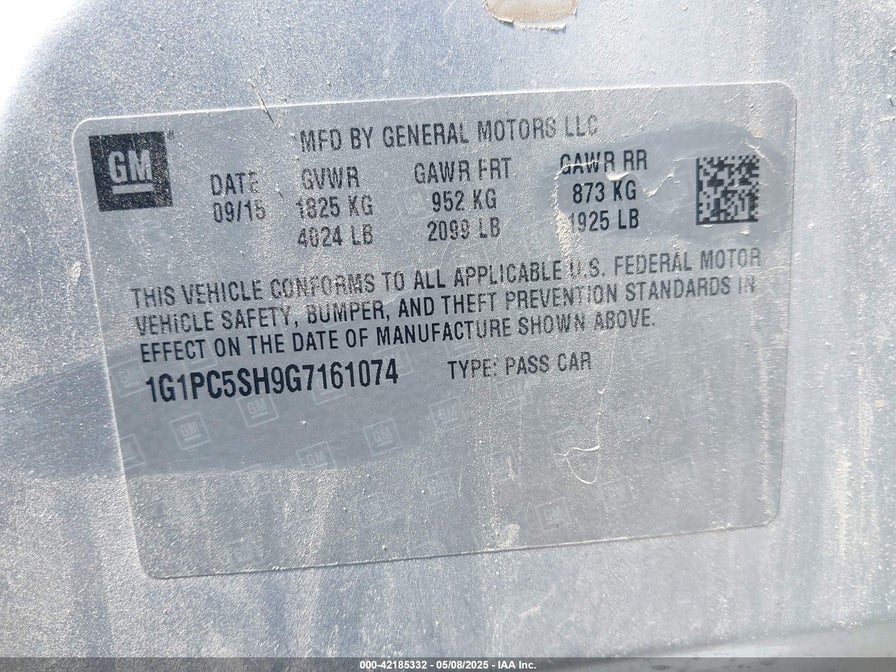 GM
MFD BY GENERAL MOTORS LLC
DATE GVWR GAWR FRT GAWR RR
09/15 1825 KG 952 KG 873 KG
4024 LB 2099 LB 1925 LB
THIS VEHICLE CONFORMS TO ALL APPLICABLE U.S. FEDERAL MOTOR
VEHICLE SAFETY, BUMPER, AND THEFT PREVENTION STANDARDS IN
EFFECT ON THE DATE OF MANUFACTURE SHOWN ABOVE.
1G1PC5SH9G7161074 TYPE: PASS CAR
000-42185332 - 05/08/2025 - IAA Inc.